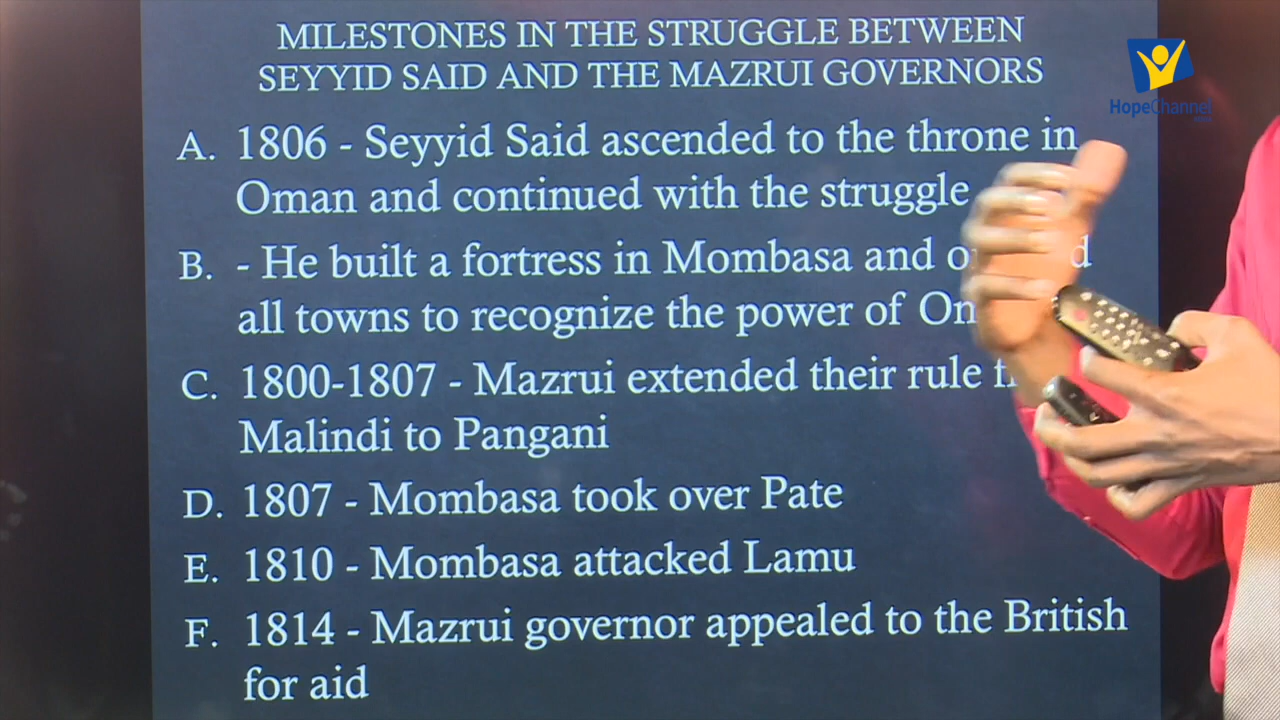 MILESTONES IN THE STRUGGLE BETWEEN
SEYYID SAID AND THE MAZRUI GOVERNORS
HopeChannel
A. 1806 - Seyyid Said ascended to the throne in
Oman and continued with the struggle
B. - He built a fortress in Mombasa and
all towns to recognize the power of
C. 1800-1807 - Mazrui extended their rule
Malindi to Pangani
D. 1807 - Mombasa took over Pate
E. 1810 - Mombasa attacked Lamu
F. 1814 - Mazrui governor appealed to the British
for aid